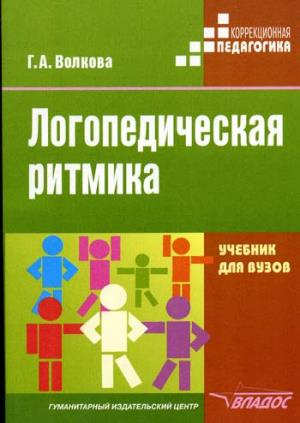 КОРРЕКЦИОННАЯ
ПЕДАГОГИКА
Г.А. Волкова
Логопедическая
ритмика
УЧЕБНИК
ДЛЯ ВУЗОВ
ГУМАНИТАРНЫЙ ИЗДАТЕЛЬСКИЙ ЦЕНТР
ВЛАДОС